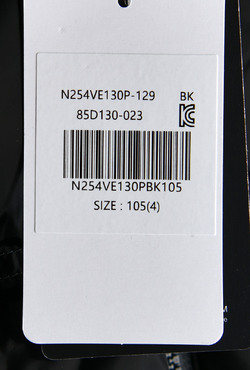 N254VE130P-129 BK
85D130-023
N254VE130PBK105
SIZE : 105(4)